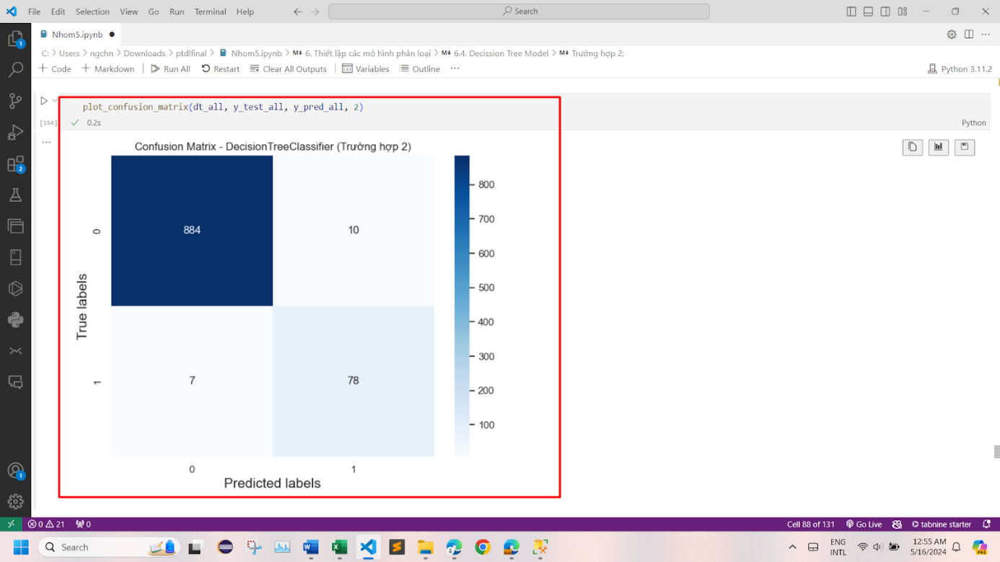 File Edit Selection View Go Run Terminal Help Search
Nhom5.ipynb
C: > Users > ngchn > Downloads > ptdlfinal > Nhom5.ipynb > M↓ 6. Thiết lập các mô hình phân loại > M↓ 6.4. Decission Tree Model > M↓ Trường hợp 2:
+ Code + Markdown Run All Restart Clear All Outputs Variables Outline ... Python 3.11.2
plot_confusion_matrix(dt_all, y_test_all, y_pred_all, 2)
[154] 0.2s Python
Confusion Matrix - DecisionTreeClassifier (Trường hợp 2)
800
700
600
500
400
300
200
100
True labels
0
1
884 10
7 78
0 1
Predicted labels
1
2
1
0 21 0 Cell 88 of 131 Go Live tabnine starter
Search ENG INTL 12:55 AM 5/16/2024 PRE